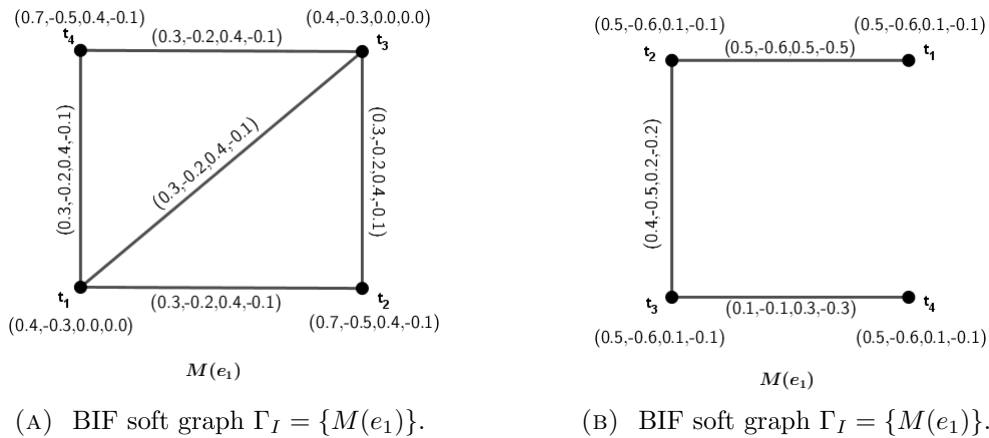 (0.7,-0.5,0.4,-0.1)
t4
(0.3,-0.2,0.4,-0.1)
(0.4,-0.3,0.0,0.0)
t3
(0.3,-0.2,0.4,-0.1)
(0.3,-0.2,0.4,-0.1)
(0.3,-0.2,0.4,-0.1)
t1
(0.3,-0.2,0.4,-0.1)
t2
(0.4,-0.3,0.0,0.0)
(0.7,-0.5,0.4,-0.1)
M(e1)
(A) BIF soft graph ΓI = {M(e1)}.
(0.5,-0.6,0.1,-0.1)
(0.5,-0.6,0.1,-0.1)
t2
(0.5,-0.6,0.5,-0.5)
t1
(0.4,-0.5,0.2,-0.2)
t3
(0.1,-0.1,0.3,-0.3)
t4
(0.5,-0.6,0.1,-0.1)
(0.5,-0.6,0.1,-0.1)
M(e1)
(B) BIF soft graph ΓI = {M(e1)}.